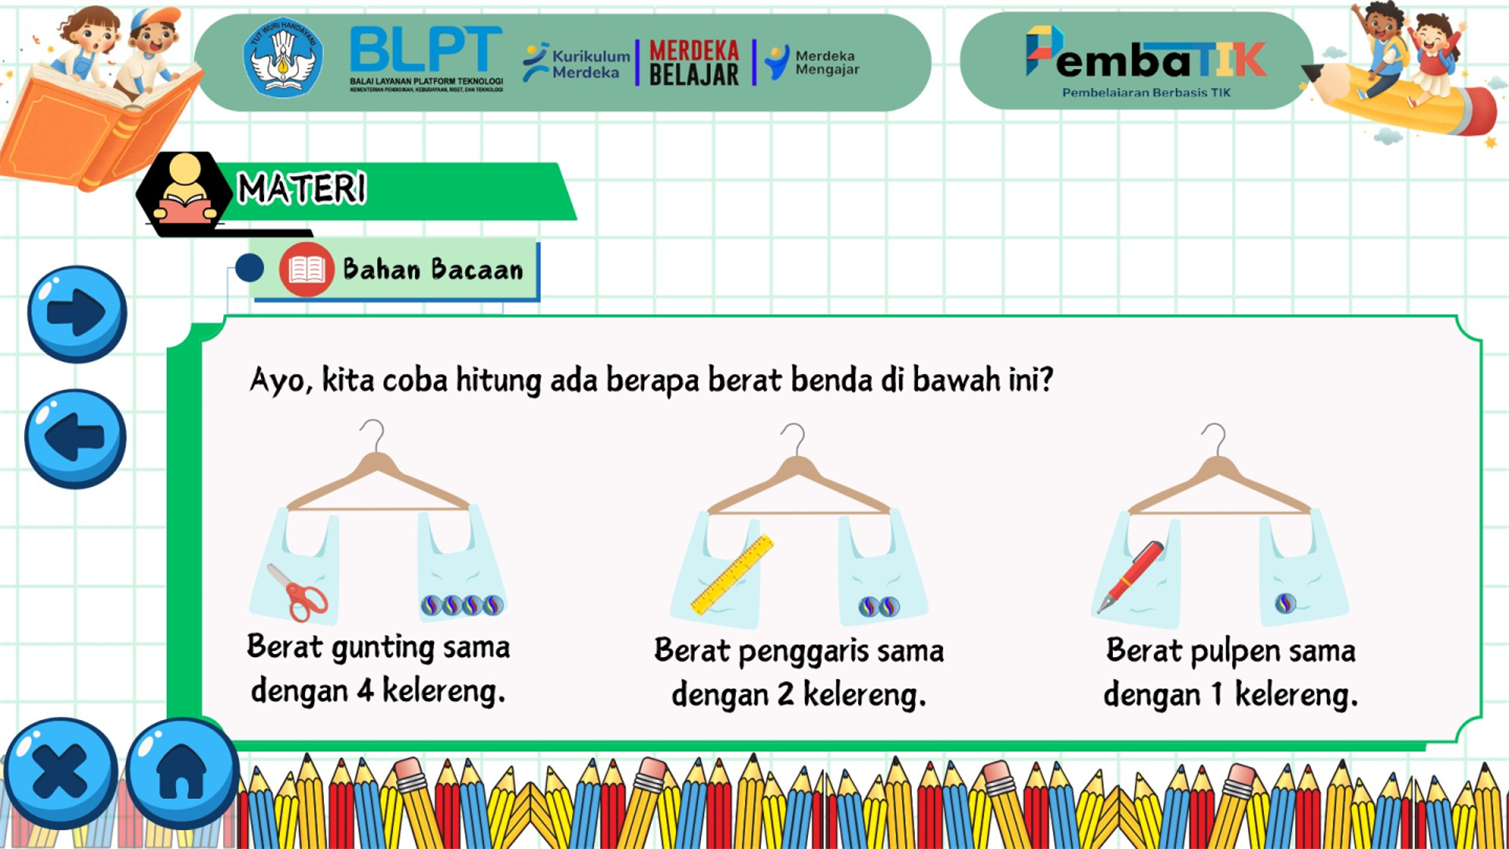 TUT WURI HANDAYANI
BLPT
BALAI LAYANAN PLATFORM TEKNOLOGI
KEMENTERIAN PENDIDIKAN, KEBUDAYAAN, RISET, DAN TEKNOLOGI
Kurikulum
Merdeka
MERDEKA
BELAJAR
Merdeka
Mengajar
PembaTIK
Pembelajaran Berbasis TIK
MATERI
Bahan Bacaan
Ayo, kita coba hitung ada berapa berat benda di bawah ini?
Berat gunting sama
dengan 4 kelereng.
Berat penggaris sama
dengan 2 kelereng.
Berat pulpen sama
dengan 1 kelereng.